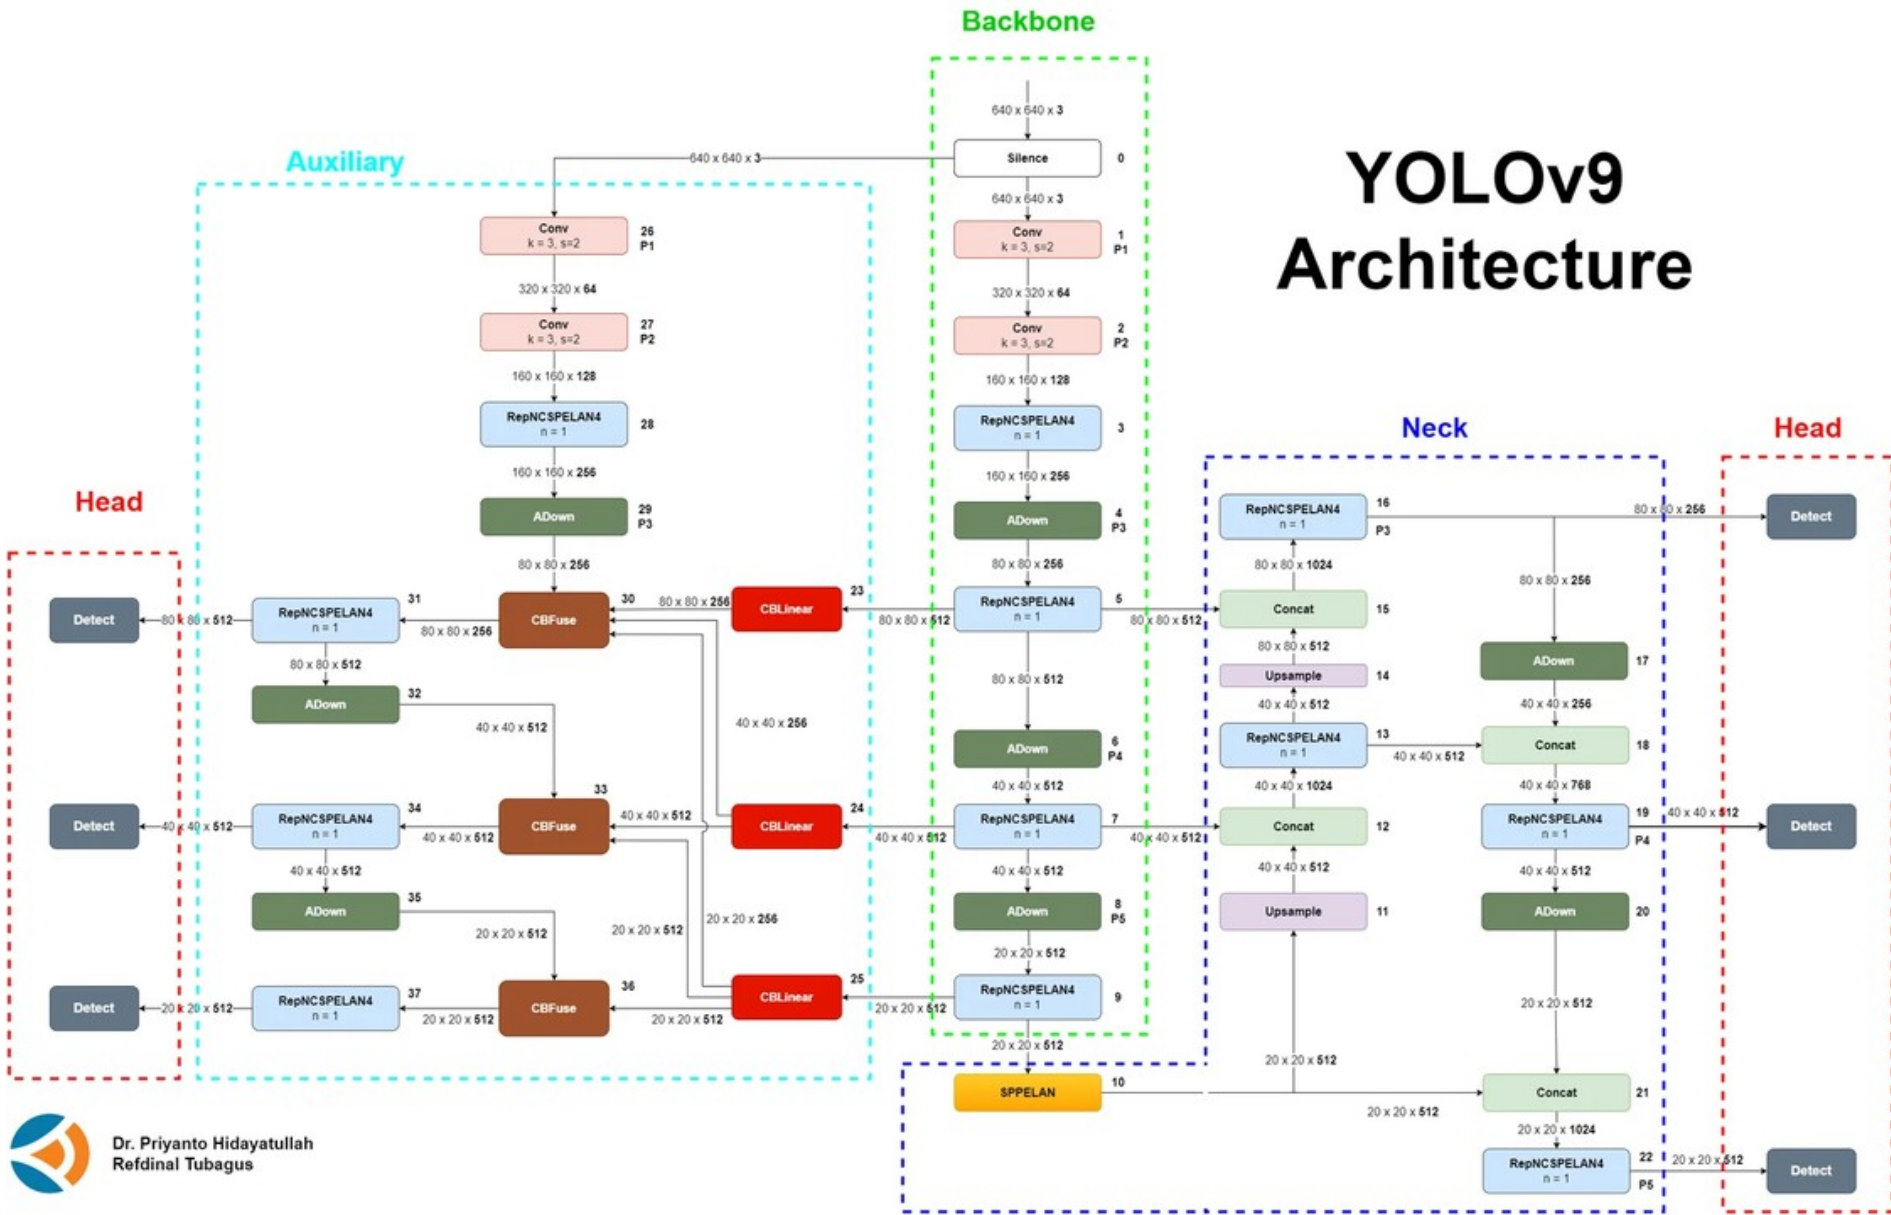 Backbone
640 x 640 x 3
Silence
0
640 x 640 x 3
640 x 640 x 3
YOLOv9
Architecture
Auxiliary
Conv
k = 3, s=2
26
P1
320 x 320 x 64
Conv
k = 3, s=2
27
P2
160 x 160 x 128
RepNCSPELAN4
n = 1
28
160 x 160 x 256
ADown
29
P3
80 x 80 x 256
Conv
k = 3, s=2
1
P1
320 x 320 x 64
Conv
k = 3, s=2
2
P2
160 x 160 x 128
RepNCSPELAN4
n = 1
3
160 x 160 x 256
ADown
4
P3
80 x 80 x 256
RepNCSPELAN4
n = 1
5
80 x 80 x 512
80 x 80 x 512
80 x 80 x 512
ADown
6
P4
40 x 40 x 512
RepNCSPELAN4
n = 1
7
40 x 40 x 512
40 x 40 x 512
40 x 40 x 512
ADown
8
P5
20 x 20 x 512
RepNCSPELAN4
n = 1
9
20 x 20 x 512
20 x 20 x 512
Head
Detect
80 x 80 x 512
RepNCSPELAN4
n = 1
31
80 x 80 x 256
CBFuse
30
80 x 80 x 256
CBLinear
23
80 x 80 x 512
ADown
32
40 x 40 x 512
40 x 40 x 256
Detect
40 x 40 x 512
RepNCSPELAN4
n = 1
34
40 x 40 x 512
CBFuse
33
40 x 40 x 512
CBLinear
24
40 x 40 x 512
ADown
35
20 x 20 x 512
20 x 20 x 512
20 x 20 x 256
Detect
20 x 20 x 512
RepNCSPELAN4
n = 1
37
20 x 20 x 512
CBFuse
36
20 x 20 x 512
CBLinear
25
Neck
RepNCSPELAN4
n = 1
16
P3
80 x 80 x 256
80 x 80 x 1024
Concat
15
80 x 80 x 512
Upsample
14
40 x 40 x 512
RepNCSPELAN4
n = 1
13
40 x 40 x 512
40 x 40 x 1024
Concat
12
40 x 40 x 512
Upsample
11
20 x 20 x 512
SPPELAN
10
20 x 20 x 512
80 x 80 x 256
ADown
17
40 x 40 x 256
Concat
18
40 x 40 x 768
RepNCSPELAN4
n = 1
19
P4
40 x 40 x 512
40 x 40 x 512
ADown
20
20 x 20 x 512
Concat
21
20 x 20 x 1024
RepNCSPELAN4
n = 1
22
P5
20 x 20 x 512
Head
Detect
Detect
Detect
Dr. Priyanto Hidayatullah
Refdinal Tubagus